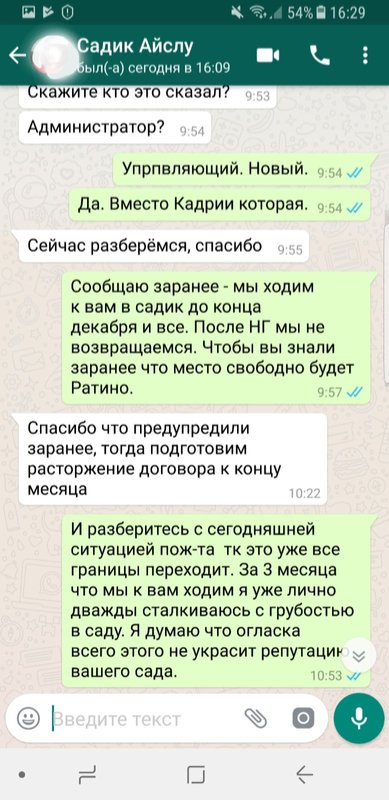 54% 16:29
Садик Айслу
был(-а) сегодня в 16:09
Скажите кто это сказал? 9:53
Администратор? 9:54
Упрпвляющий. Новый. 9:54
Да. Вместо Кадрии которая. 9:54
Сейчас разберёмся, спасибо 9:55
Сообщаю заранее - мы ходим
к вам в садик до конца
декабря и все. После НГ мы не
возвращаемся. Чтобы вы знали
заранее что место свободно будет
Ратино. 9:57
Спасибо что предупредили
заранее, тогда подготовим
расторжение договора к концу
месяца 10:22
И разберитесь с сегодняшней
ситуацией пож-та тк это уже все
границы переходит. За 3 месяца
что мы к вам ходим я уже лично
дважды сталкиваюсь с грубостью
в саду. Я думаю что огласка
всего этого не украсит репутацию
вашего сада. 10:53
Введите текст